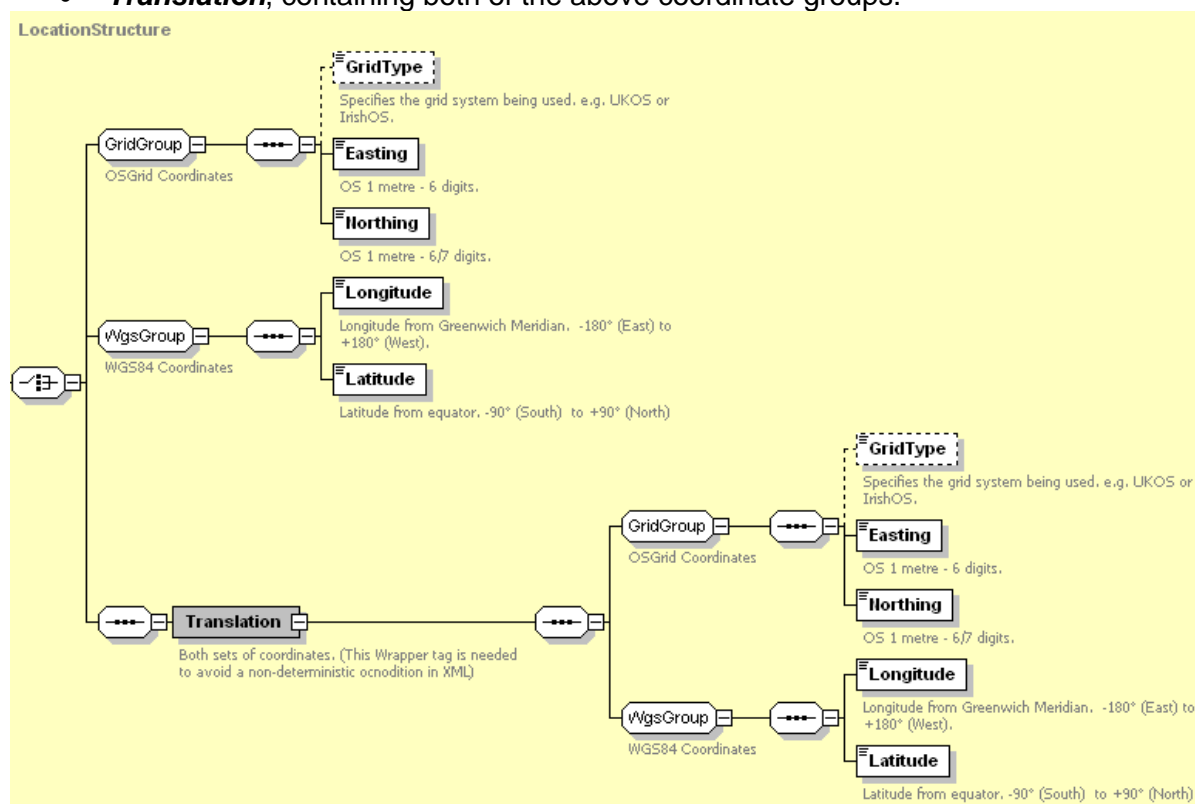 Translation, containing both of the above coordinate groups.
LocationStructure
GridType
Specifies the grid system being used. e.g. UKOS or
IrishOS.
GridGroup
OSGrid Coordinates
Easting
OS 1 metre - 6 digits.
Northing
OS 1 metre - 6/7 digits.
Longitude
Longitude from Greenwich Meridian. -180° (East) to
+180° (West).
WgsGroup
WGS84 Coordinates
Latitude
Latitude from equator. -90° (South) to +90° (North)
GridType
Specifies the grid system being used. e.g. UKOS or
IrishOS.
GridGroup
OSGrid Coordinates
Easting
OS 1 metre - 6 digits.
Northing
OS 1 metre - 6/7 digits.
Translation
Both sets of coordinates. (This Wrapper tag is needed
to avoid a non-deterministic ocnodition in XML)
Longitude
Longitude from Greenwich Meridian. -180° (East) to
+180° (West).
WgsGroup
WGS84 Coordinates
Latitude
Latitude from equator. -90° (South) to +90° (North)